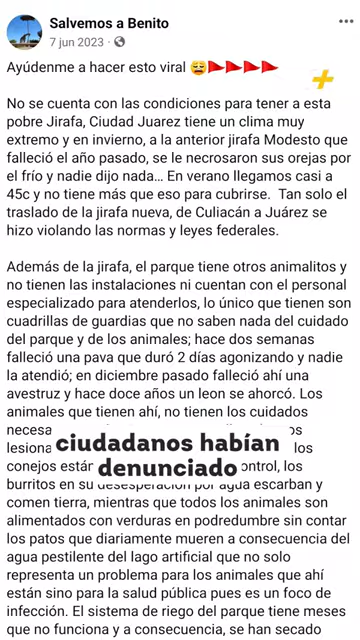 Salvemos a Benito
7 jun 2023 ·
Ayúdenme a hacer esto viral 😩🚩🚩🚩🚩
No se cuenta con las condiciones para tener a esta
pobre Jirafa, Ciudad Juarez tiene un clima muy
extremo y en invierno, a la anterior jirafa Modesto que
falleció el año pasado, se le necrosaron sus orejas por
el frío y nadie dijo nada… En verano llegamos casi a
45c y no tiene más que eso para cubrirse. Tan solo el
traslado de la jirafa nueva, de Culiacán a Juárez se
hizo violando las normas y leyes federales.
Además de la jirafa, el parque tiene otros animalitos y
no tienen las instalaciones ni cuentan con el personal
especializado para atenderlos, lo único que tienen son
cuadrillas de guardias que no saben nada del cuidado
del parque y de los animales; hace dos semanas
falleció una pava que duró 2 días agonizando y nadie
la atendió; en diciembre pasado falleció ahí una
avestruz y hace doce años un leon se ahorcó. Los
animales que tienen ahí, no tienen los cuidados
ciudadanos habían
denunciado
conejos están control, los
burritos en su desesperación por agua escarban y
comen tierra, mientras que todos los animales son
alimentados con verduras en podredumbre sin contar
los patos que diariamente mueren a consecuencia del
agua pestilente del lago artificial que no solo
representa un problema para los animales que ahí
están sino para la salud pública pues es un foco de
infección. El sistema de riego del parque tiene meses
que no funciona y a consecuencia, se han secado